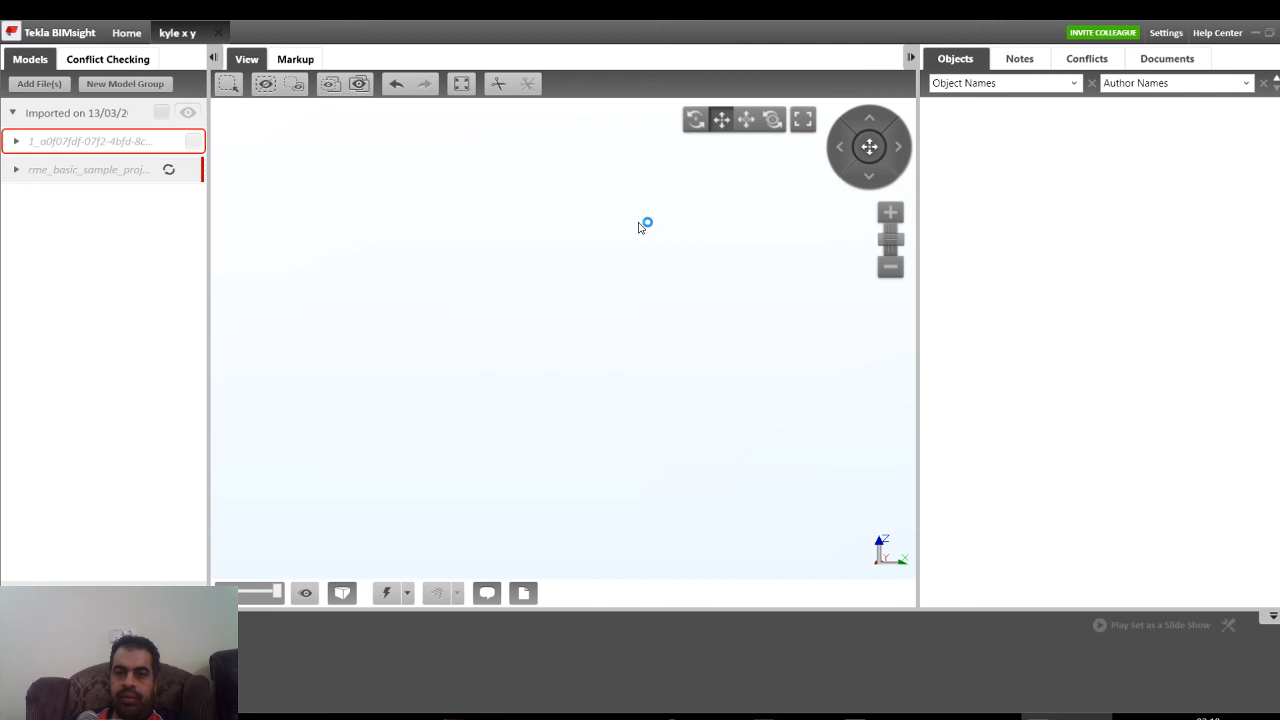 Tekla BIMsight
Home
kyle x y
INVITE COLLEAGUE
Settings
Help Center
Models
Conflict Checking
View
Markup
Objects
Notes
Conflicts
Documents
Add File(s)
New Model Group
Object Names
Author Names
Imported on 13/03/2
1_a0f07fdf-07f2-4bfd-8c...
rme_basic_sample_proj...
Z
Y
X
Play Set as a Slide Show